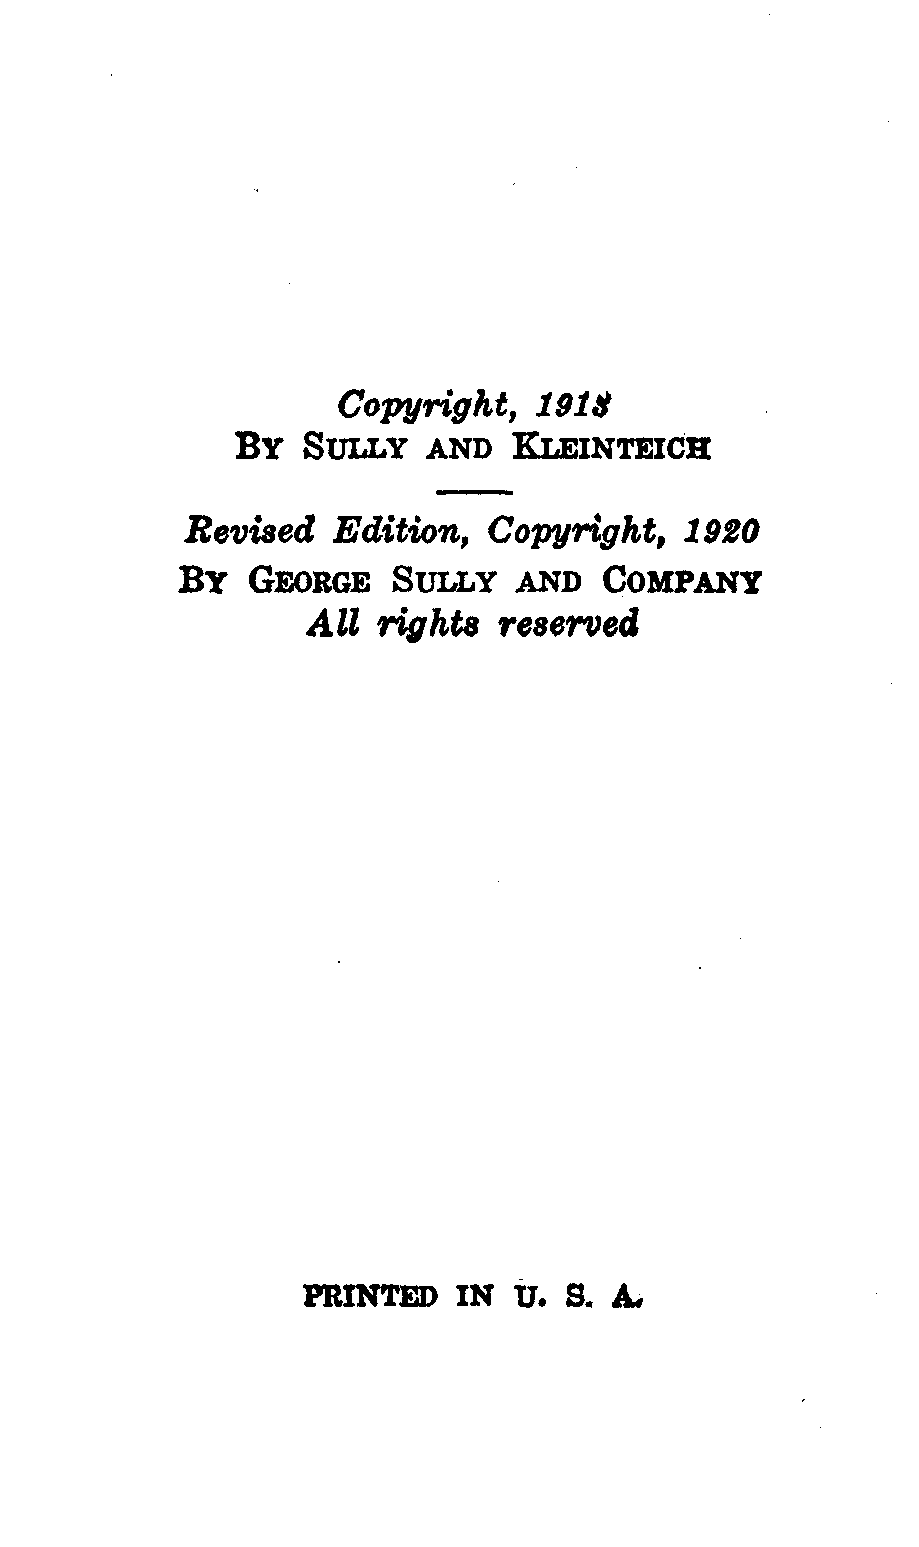 Copyright, 1918
BY SULLY AND KLEINTEICH
Revised Edition, Copyright, 1920
BY GEORGE SULLY AND COMPANY
All rights reserved
PRINTED IN U. S. A.